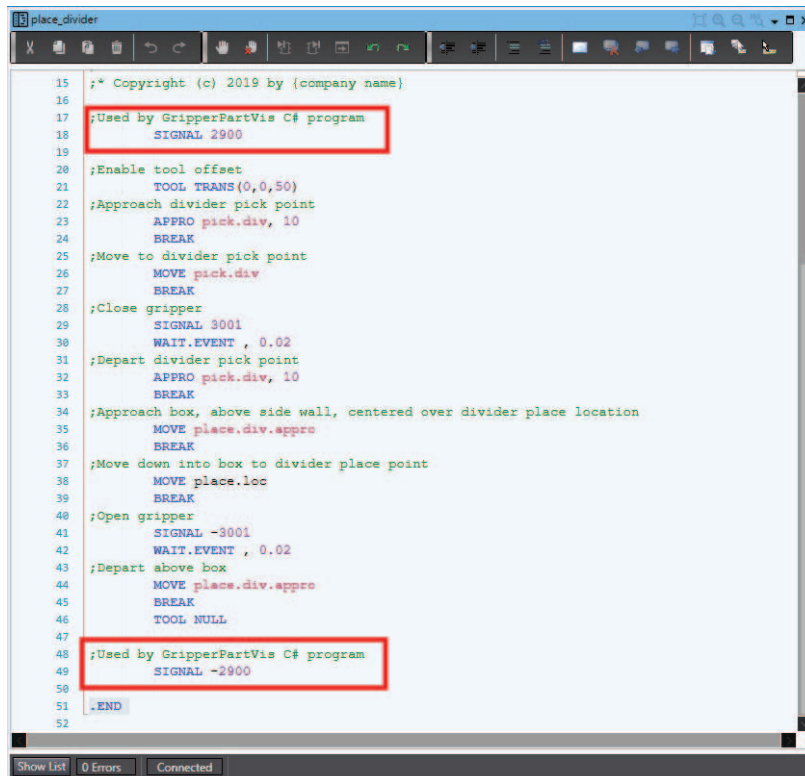 place_divider
15 ;* Copyright (c) 2019 by {company name}
16
17 ;Used by GripperPartVis C# program
18 SIGNAL 2900
19
20 ;Enable tool offset
21 TOOL TRANS(0,0,50)
22 ;Approach divider pick point
23 APPRO pick.div, 10
24 BREAK
25 ;Move to divider pick point
26 MOVE pick.div
27 BREAK
28 ;Close gripper
29 SIGNAL 3001
30 WAIT.EVENT , 0.02
31 ;Depart divider pick point
32 APPRO pick.div, 10
33 BREAK
34 ;Approach box, above side wall, centered over divider place location
35 MOVE place.div.appro
36 BREAK
37 ;Move down into box to divider place point
38 MOVE place.loc
39 BREAK
40 ;Open gripper
41 SIGNAL -3001
42 WAIT.EVENT , 0.02
43 ;Depart above box
44 MOVE place.div.appro
45 BREAK
46 TOOL NULL
47
48 ;Used by GripperPartVis C# program
49 SIGNAL -2900
50
51 .END
52
Show List 0 Errors Connected